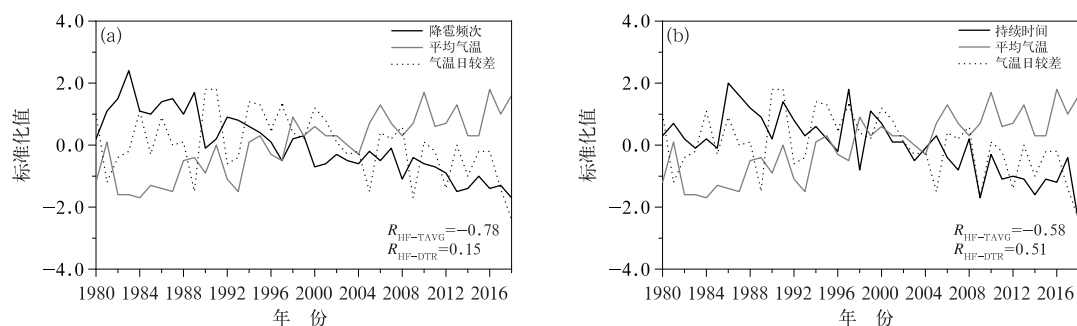 (a)
降雹频次
平均气温
气温日较差
4.0
2.0
0.0
−2.0
−4.0
标准化值
R_HF−TAVG=−0.78
R_HF−DTR=0.15
1980 1984 1988 1992 1996 2000 2004 2008 2012 2016
年 份
(b)
持续时间
平均气温
气温日较差
4.0
2.0
0.0
−2.0
−4.0
标准化值
R_HF−TAVG=−0.58
R_HF−DTR=0.51
1980 1984 1988 1992 1996 2000 2004 2008 2012 2016
年 份